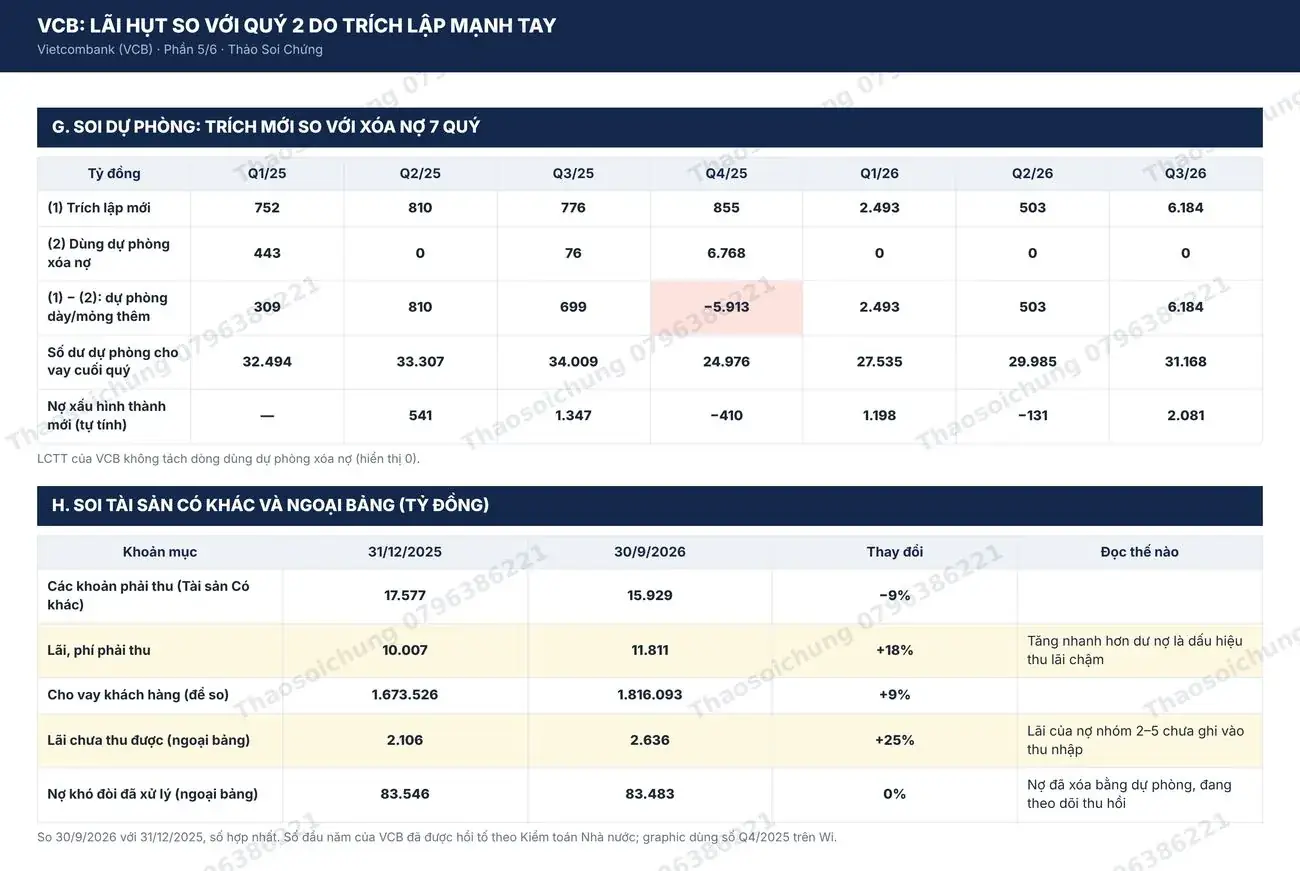 VCB: LÃI HỤT SO VỚI QUÝ 2 DO TRÍCH LẬP MẠNH TAY
Vietcombank (VCB) · Phần 5/6 · Thảo Soi Chứng
G. SOI DỰ PHÒNG: TRÍCH MỚI SO VỚI XÓA NỢ 7 QUÝ
Tỷ đồng Q1/25 Q2/25 Q3/25 Q4/25 Q1/26 Q2/26 Q3/26
(1) Trích lập mới 752 810 776 855 2.493 503 6.184
(2) Dùng dự phòng
xóa nợ 443 0 76 6.768 0 0 0
(1) − (2): dự phòng
dày/mỏng thêm 309 810 699 −5.913 2.493 503 6.184
Số dư dự phòng cho
vay cuối quý 32.494 33.307 34.009 24.976 27.535 29.985 31.168
Nợ xấu hình thành
mới (tự tính) — 541 1.347 −410 1.198 −131 2.081
LCTT của VCB không tách dòng dùng dự phòng xóa nợ (hiển thị 0).
H. SOI TÀI SẢN CÓ KHÁC VÀ NGOẠI BẢNG (TỶ ĐỒNG)
Khoản mục 31/12/2025 30/9/2026 Thay đổi Đọc thế nào
Các khoản phải thu (Tài sản Có
khác) 17.577 15.929 −9%
Lãi, phí phải thu 10.007 11.811 +18% Tăng nhanh hơn dư nợ là dấu hiệu
thu lãi chậm
Cho vay khách hàng (để so) 1.673.526 1.816.093 +9%
Lãi chưa thu được (ngoại bảng) 2.106 2.636 +25% Lãi của nợ nhóm 2–5 chưa ghi vào
thu nhập
Nợ khó đòi đã xử lý (ngoại bảng) 83.546 83.483 0% Nợ đã xóa bằng dự phòng, đang
theo dõi thu hồi
So 30/9/2026 với 31/12/2025, số hợp nhất. Số đầu năm của VCB đã được hồi tố theo Kiểm toán Nhà nước; graphic dùng số Q4/2025 trên Wi.
Thaosoichung 0796386221